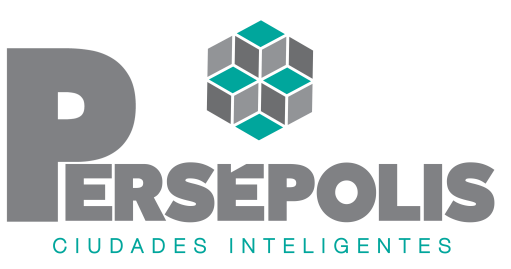 PERSÉPOLIS
CIUDADES INTELIGENTES